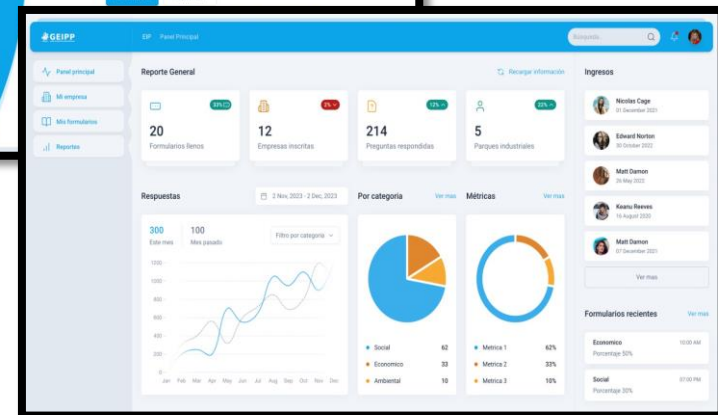 GEIPP
EIP Panel Principal
Búsqueda...
Panel principal
Mi empresa
Mis formularios
Reportes
Reporte General
Recargar información
33%
20
Formularios llenos
2%
12
Empresas inscritas
12%
214
Preguntas respondidas
22%
5
Parques industriales
Respuestas
2 Nov, 2023 - 2 Dec, 2023
300
Este mes
100
Mes pasado
Filtro por categoría
1200
1000
800
600
400
200
0
Jan Feb Mar Apr May Jun Jul Aug Sep Oct Nov Dec
Por categoria
Ver mas
Social 62
Economico 33
Ambiental 10
Métricas
Ver mas
Metrica 1 62%
Metrica 2 33%
Metrica 3 10%
Ingresos
Nicolas Cage
01 December 2021
Edward Norton
30 October 2022
Matt Damon
26 May 2022
Keanu Reeves
16 August 2020
Matt Damon
07 December 2021
Ver mas
Formularios recientes
Ver mas
Economico 10:00 AM
Porcentaje 50%
Social 07:00 PM
Porcentaje 30%